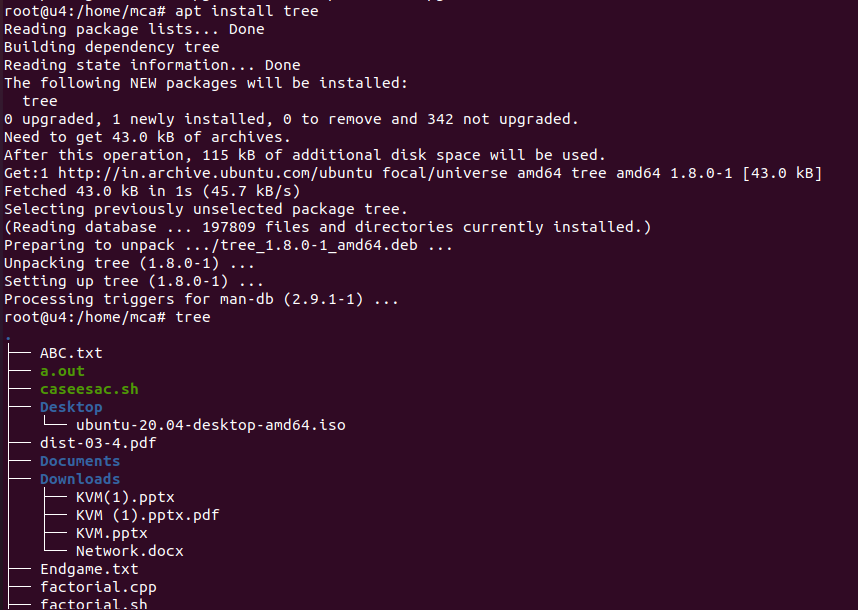 root@u4:/home/mca# apt install tree
Reading package lists... Done
Building dependency tree
Reading state information... Done
The following NEW packages will be installed:
  tree
0 upgraded, 1 newly installed, 0 to remove and 342 not upgraded.
Need to get 43.0 kB of archives.
After this operation, 115 kB of additional disk space will be used.
Get:1 http://in.archive.ubuntu.com/ubuntu focal/universe amd64 tree amd64 1.8.0-1 [43.0 kB]
Fetched 43.0 kB in 1s (45.7 kB/s)
Selecting previously unselected package tree.
(Reading database ... 197809 files and directories currently installed.)
Preparing to unpack .../tree_1.8.0-1_amd64.deb ...
Unpacking tree (1.8.0-1) ...
Setting up tree (1.8.0-1) ...
Processing triggers for man-db (2.9.1-1) ...
root@u4:/home/mca# tree
.
├── ABC.txt
├── a.out
├── caseesac.sh
├── Desktop
│   └── ubuntu-20.04-desktop-amd64.iso
├── dist-03-4.pdf
├── Documents
├── Downloads
│   ├── KVM(1).pptx
│   ├── KVM (1).pptx.pdf
│   ├── KVM.pptx
│   └── Network.docx
├── Endgame.txt
├── factorial.cpp
├── factorial.sh